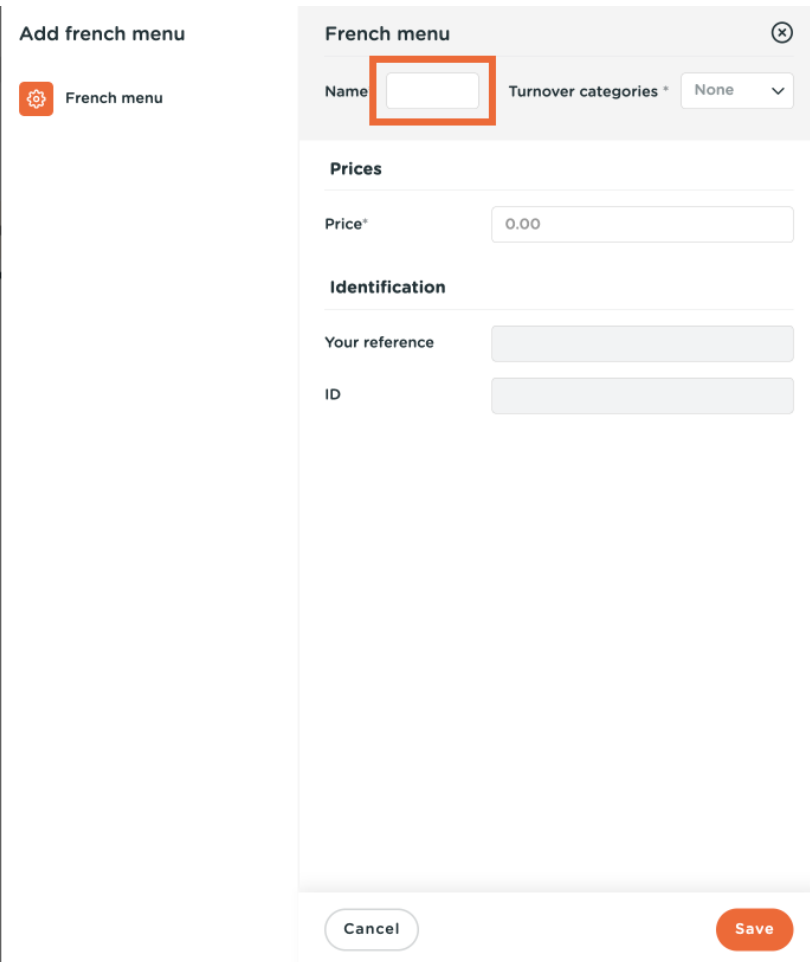 Add french menu
French menu
French menu
Name
Turnover categories *
None
Prices
Price*
0.00
Identification
Your reference
ID
Cancel
Save